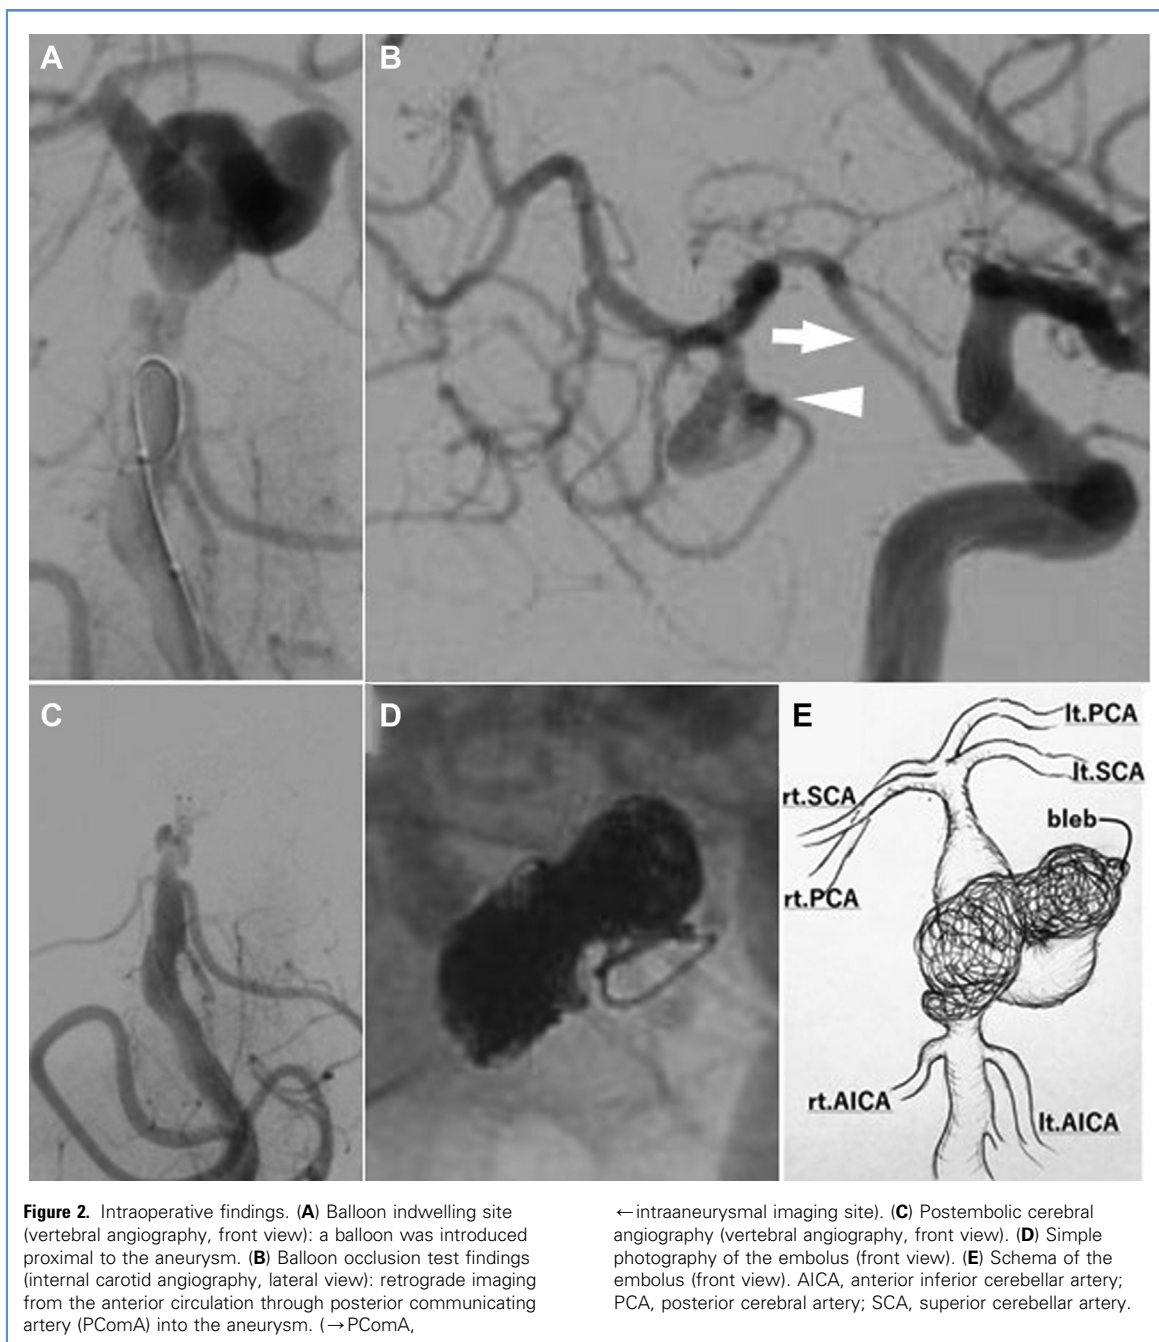 A
B
C
D
E
lt.PCA
lt.SCA
rt.SCA
bleb
rt.PCA
rt.AICA
lt.AICA
Figure 2. Intraoperative findings. (A) Balloon indwelling site
(vertebral angiography, front view): a balloon was introduced
proximal to the aneurysm. (B) Balloon occlusion test findings
(internal carotid angiography, lateral view): retrograde imaging
from the anterior circulation through posterior communicating
artery (PComA) into the aneurysm. (→PComA,
←intraaneurysmal imaging site). (C) Postembolic cerebral
angiography (vertebral angiography, front view). (D) Simple
photography of the embolus (front view). (E) Schema of the
embolus (front view). AICA, anterior inferior cerebellar artery;
PCA, posterior cerebral artery; SCA, superior cerebellar artery.